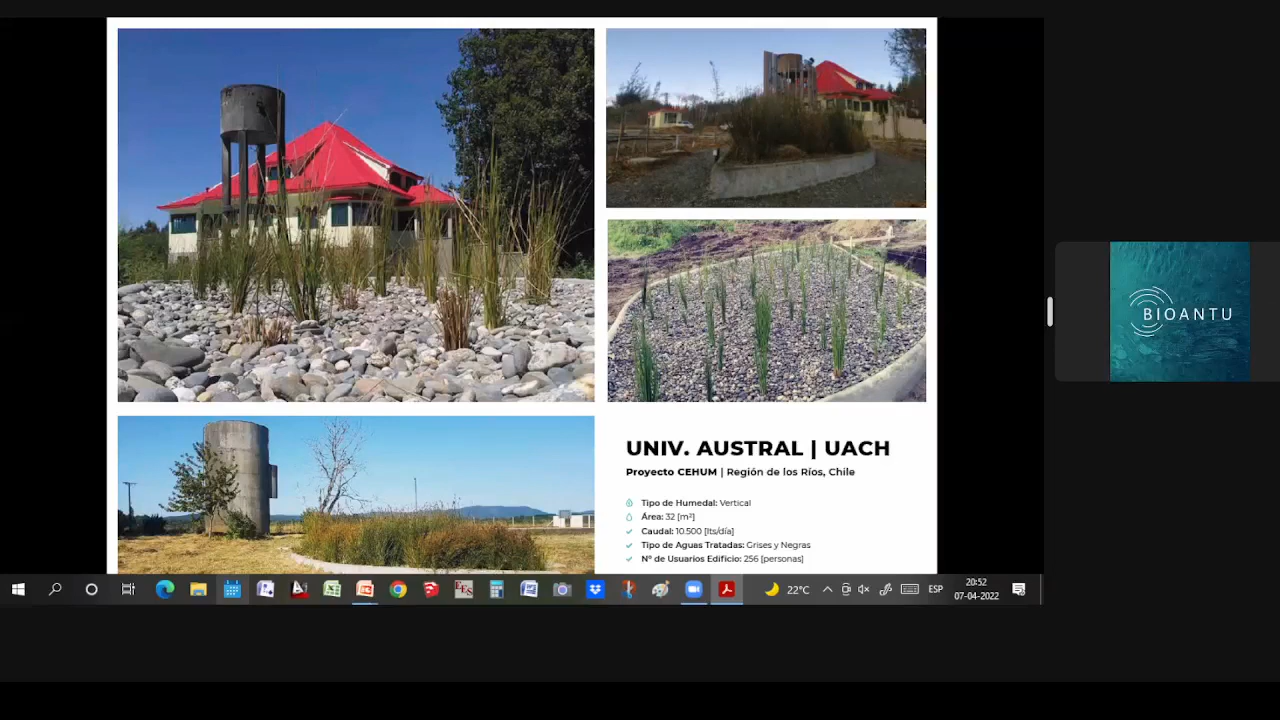 UNIV. AUSTRAL | UACH
Proyecto CEHUM | Región de los Ríos, Chile
Tipo de Humedal: Vertical
Área: 32 [m²]
Caudal: 10.500 [lts/día]
Tipo de Aguas Tratadas: Grises y Negras
Nº de Usuarios Edificio: 256 [personas]
BIOANTU
EES
22°C
ESP
20:52
07-04-2022